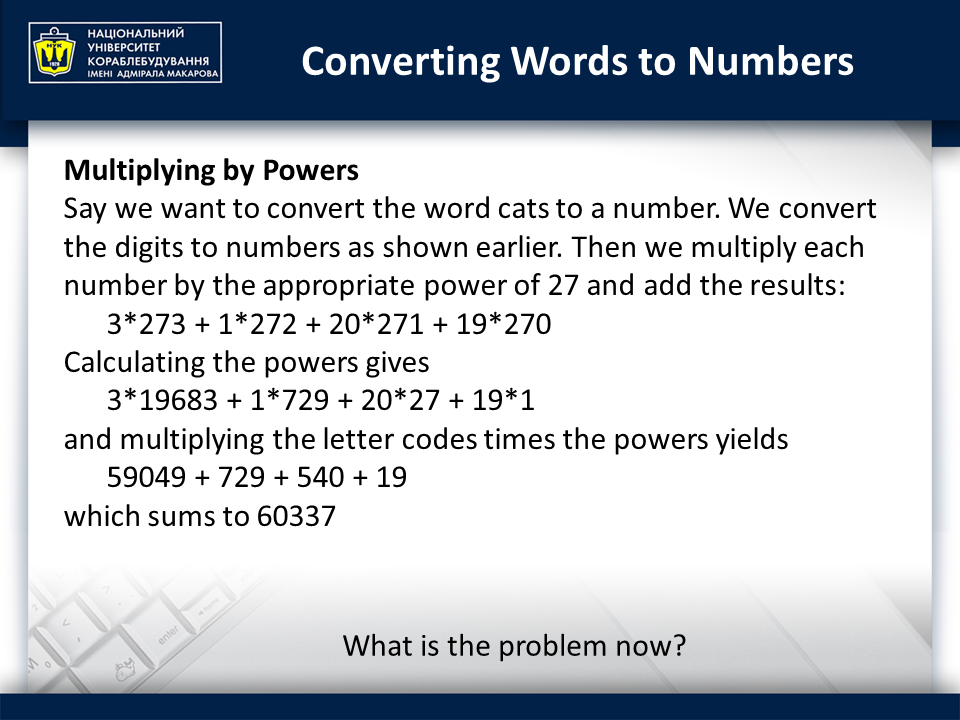 НАЦІОНАЛЬНИЙ
УНІВЕРСИТЕТ
КОРАБЛЕБУДУВАННЯ
ІМЕНІ АДМІРАЛА МАКАРОВА
НУК
1920
Converting Words to Numbers
Multiplying by Powers
Say we want to convert the word cats to a number. We convert
the digits to numbers as shown earlier. Then we multiply each
number by the appropriate power of 27 and add the results:
3*273 + 1*272 + 20*271 + 19*270
Calculating the powers gives
3*19683 + 1*729 + 20*27 + 19*1
and multiplying the letter codes times the powers yields
59049 + 729 + 540 + 19
which sums to 60337
enter
What is the problem now?